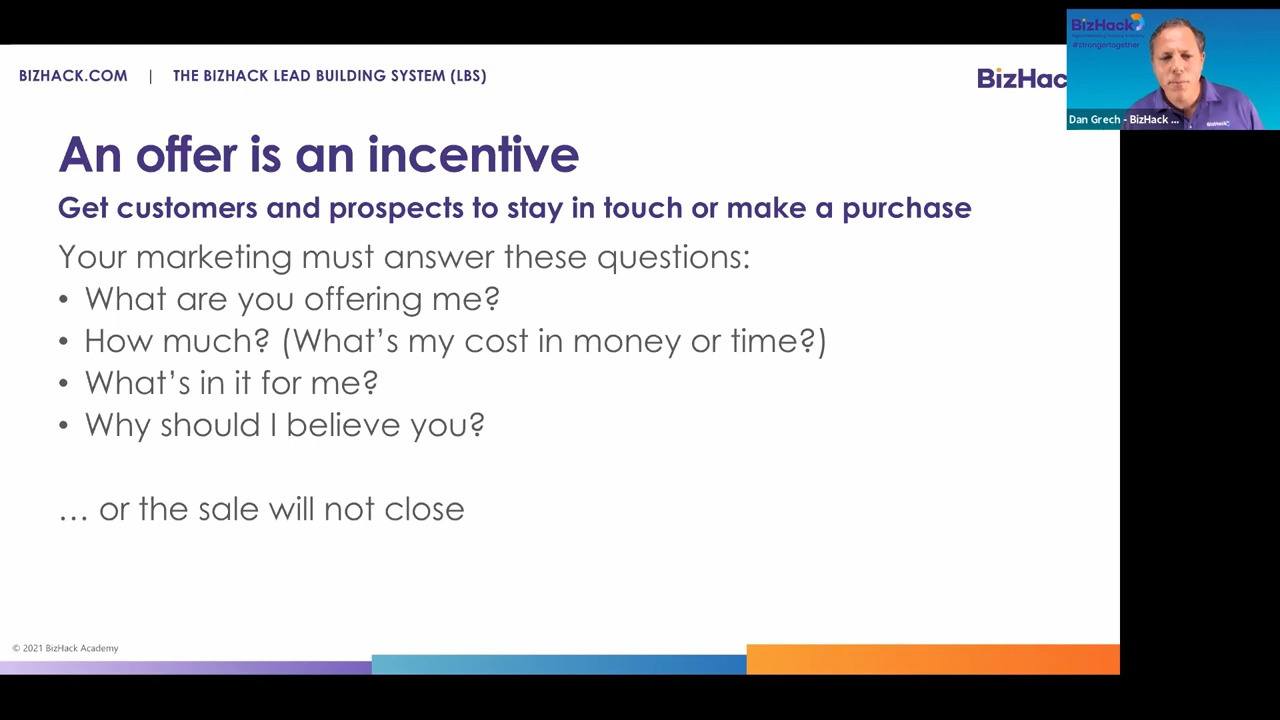 BIZHACK.COM | THE BIZHACK LEAD BUILDING SYSTEM (LBS)
BizHac
BizHack
#strongertogether
Dan Grech - BizHack ...
BizHack
An offer is an incentive
Get customers and prospects to stay in touch or make a purchase
Your marketing must answer these questions:
• What are you offering me?
• How much? (What's my cost in money or time?)
• What's in it for me?
• Why should I believe you?
... or the sale will not close
© 2021 BizHack Academy